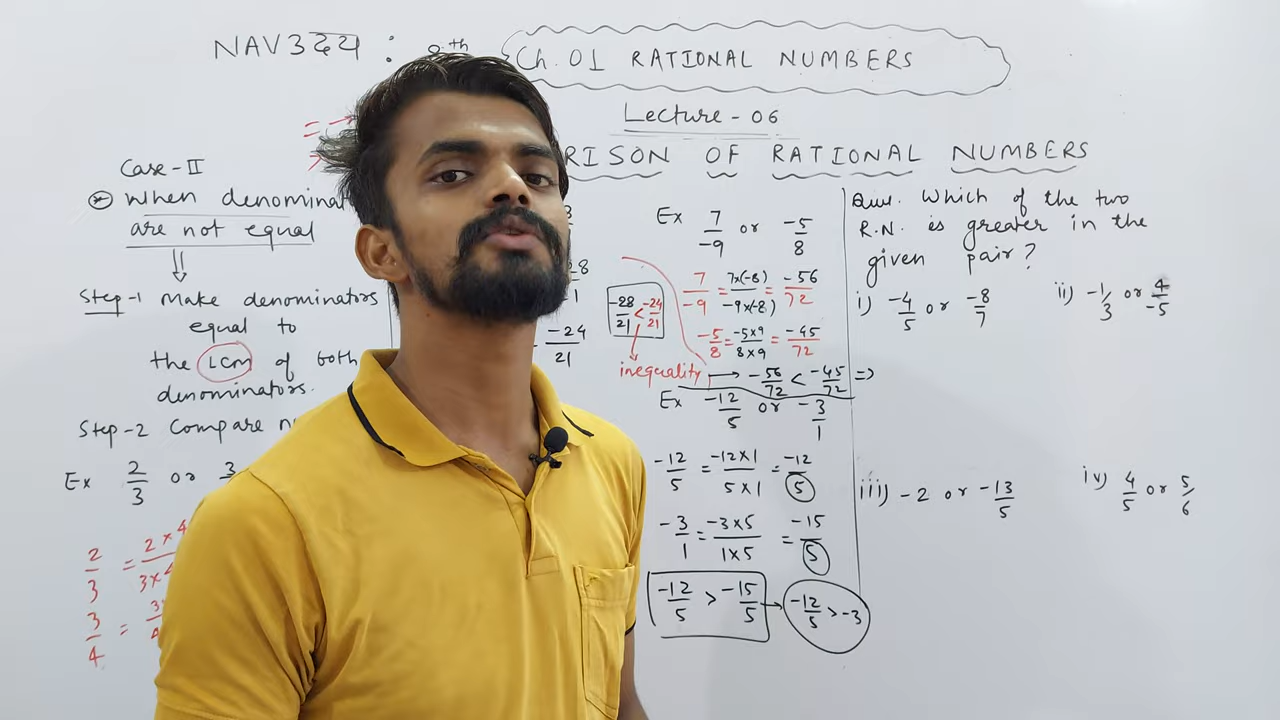 NAV3दय : 8th Ch. 01 RATIONAL NUMBERS
Lecture - 06
RISON OF RATIONAL NUMBERS
Case - II
When denominat
are not equal
Step-1 Make denominators
equal to
the LCM of both
denominators.
Step-2 Compare n
Ex 2/3 or 3
2/3 = 2×4/3×4
3/4 = 3/4
-28/21 < -24/21
-24/21
inequality
Ex 7/-9 or -5/8
7/-9 = 7×(-8)/-9×(-8) = -56/72
-5/8 = -5×9/8×9 = -45/72
→ -56/72 < -45/72 =>
Ex -12/5 or -3/1
-12/5 = -12×1/5×1 = -12/5
-3/1 = -3×5/1×5 = -15/5
-12/5 > -15/5 → -12/5 > -3
Ques. Which of the two
R.N. is greater in the
given pair?
i) -4/5 or -8/7 ii) -1/3 or 4/-5
iii) -2 or -13/5 iv) 4/5 or 5/6